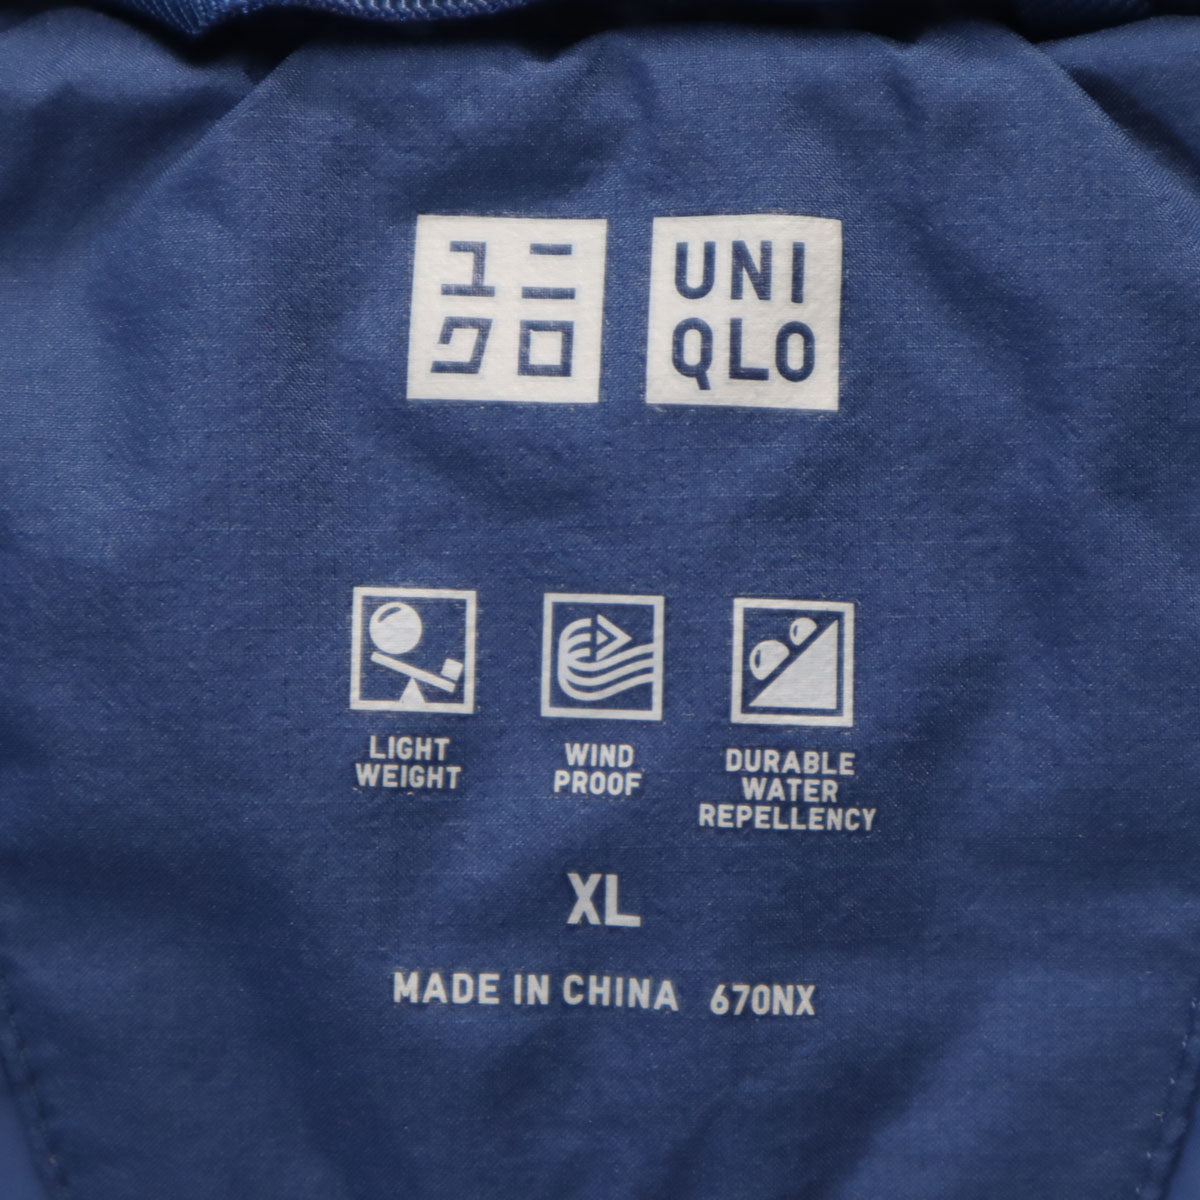 ユニ
クロ
UNI
QLO
LIGHT
WEIGHT
WIND
PROOF
DURABLE
WATER
REPELLENCY
XL
MADE IN CHINA 670NX